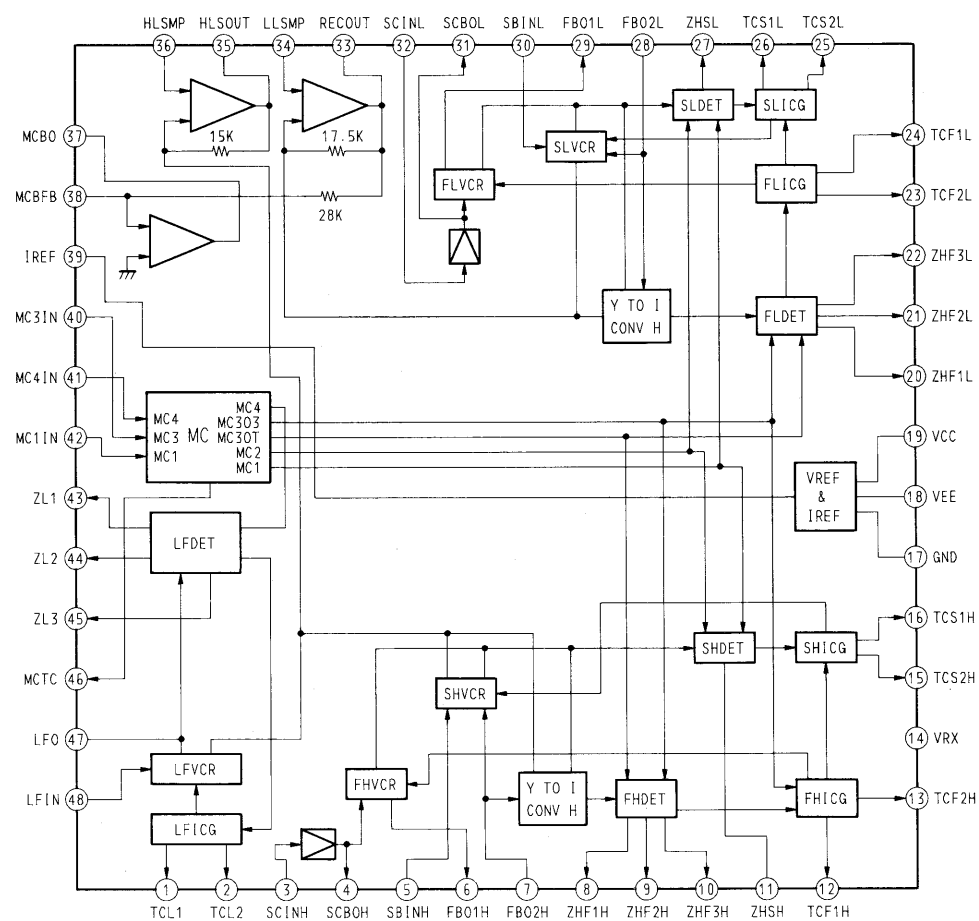 HLSMP HLSOUT LLSMP RECOUT SCINL SCBOL SBINL FBO1L FBO2L ZHSL TCS1L TCS2L
36 35 34 33 32 31 30 29 28 27 26 25
MCBO 37
MCBFB 38
IREF 39
MC3IN 40
MC4IN 41
MC1IN 42
ZL1 43
ZL2 44
ZL3 45
MCTC 46
LFO 47
LFIN 48
15K
17.5K
28K
SLDET
SLICG
SLVCR
FLVCR
FLICG
Y TO I
CONV H
FLDET
24 TCF1L
23 TCF2L
22 ZHF3L
21 ZHF2L
20 ZHF1L
19 VCC
18 VEE
17 GND
16 TCS1H
15 TCS2H
14 VRX
13 TCF2H
MC4
MC3
MC1
MC
MC4
MC3O3
MC3OT
MC2
MC1
VREF
&
IREF
LFDET
SHDET
SHICG
SHVCR
LFVCR
FHVCR
Y TO I
CONV H
FHDET
FHICG
LFICG
1 2 3 4 5 6 7 8 9 10 11 12
TCL1 TCL2 SCINH SCBOH SBINH FBO1H FBO2H ZHF1H ZHF2H ZHF3H ZHSH TCF1H